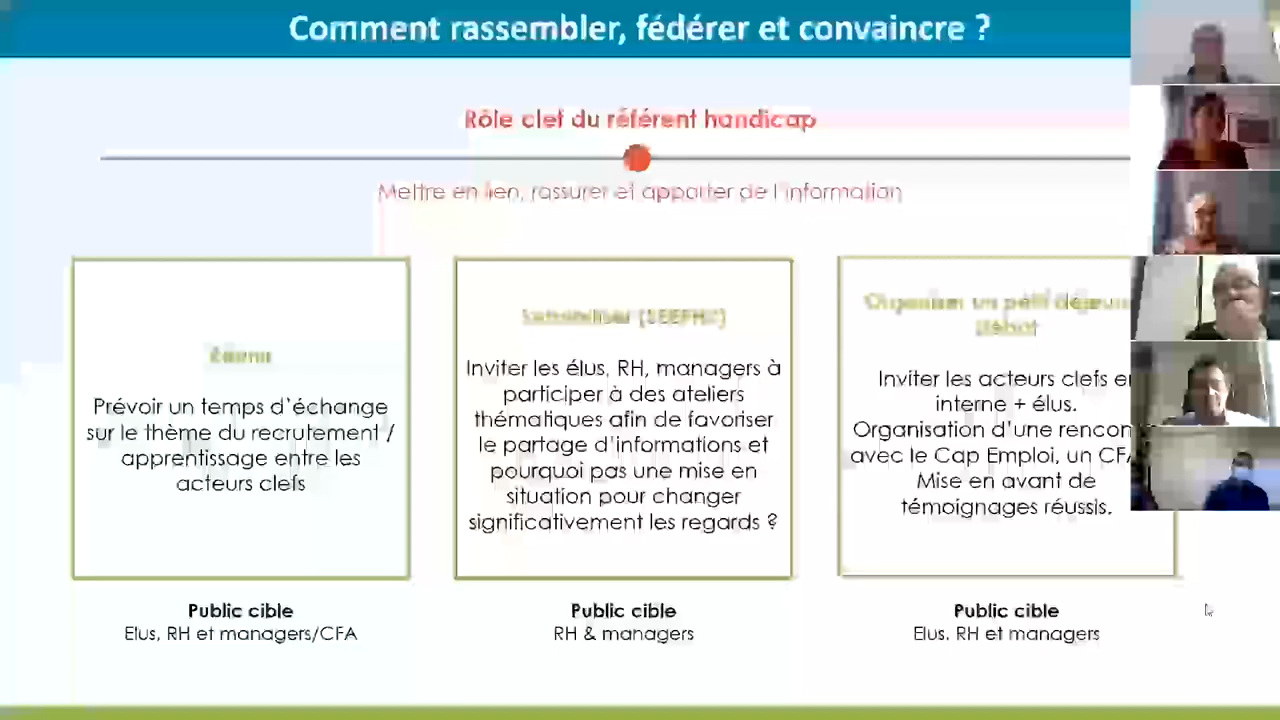 Comment rassembler, fédérer et convaincre ?
Rôle clef du référent handicap
Mettre en lien, rassurer et apporter de l'information
Réunir
Prévoir un temps d'échange
sur le thème du recrutement /
apprentissage entre les
acteurs clefs
Public cible
Elus, RH et managers/CFA
Sensibiliser (SEEPH?)
Inviter les élus, RH, managers à
participer à des ateliers
thématiques afin de favoriser
le partage d'informations et
pourquoi pas une mise en
situation pour changer
significativement les regards ?
Public cible
RH & managers
Organiser un petit déjeuner
débat
Inviter les acteurs clefs en
interne + élus.
Organisation d'une
avec le Cap Emploi, un
Mise en avant de
témoignages réussis.
Public cible
Elus, RH et managers